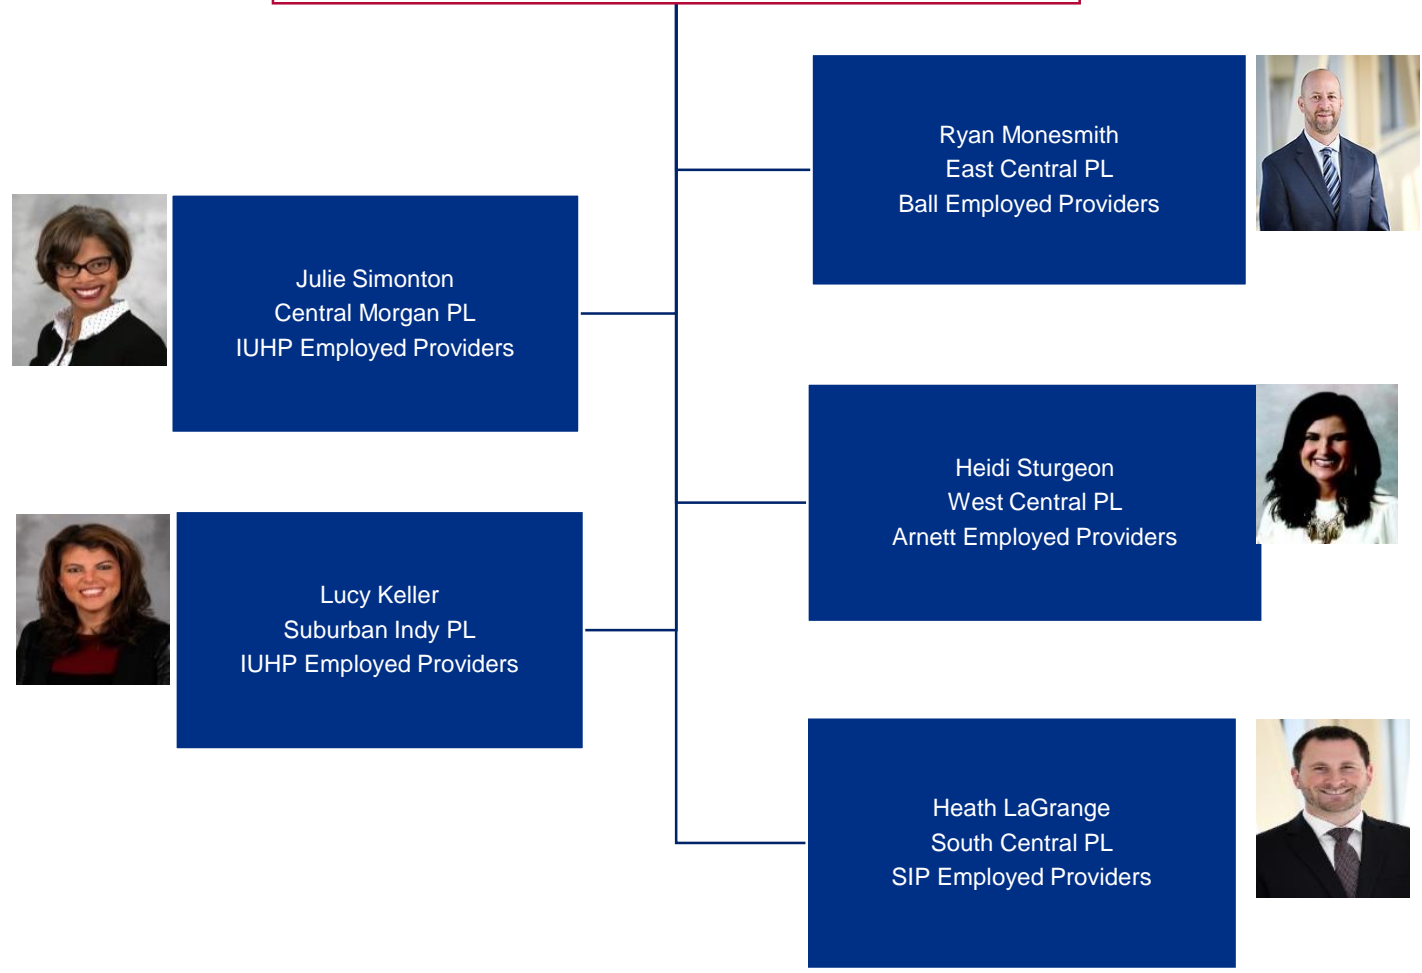 Ryan Monesmith
East Central PL
Ball Employed Providers
Julie Simonton
Central Morgan PL
IUHP Employed Providers
Heidi Sturgeon
West Central PL
Arnett Employed Providers
Lucy Keller
Suburban Indy PL
IUHP Employed Providers
Heath LaGrange
South Central PL
SIP Employed Providers